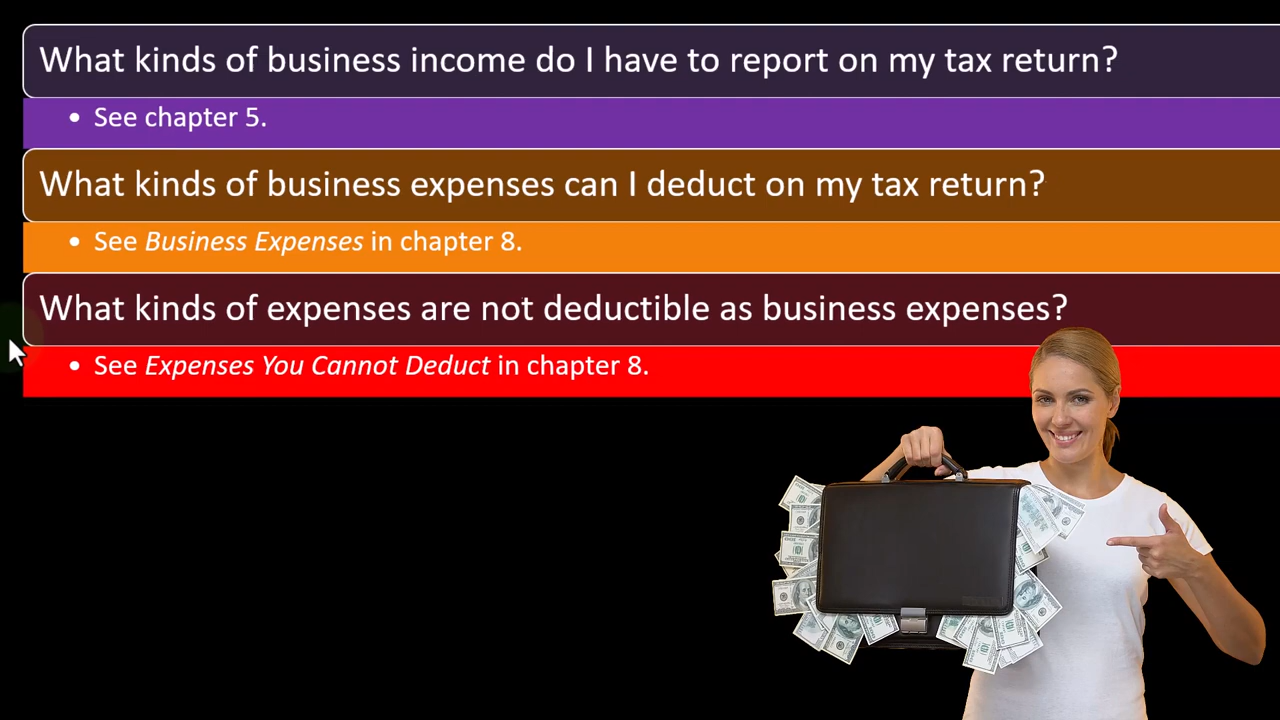 What kinds of business income do I have to report on my tax return?
• See chapter 5.
What kinds of business expenses can I deduct on my tax return?
• See Business Expenses in chapter 8.
What kinds of expenses are not deductible as business expenses?
• See Expenses You Cannot Deduct in chapter 8.